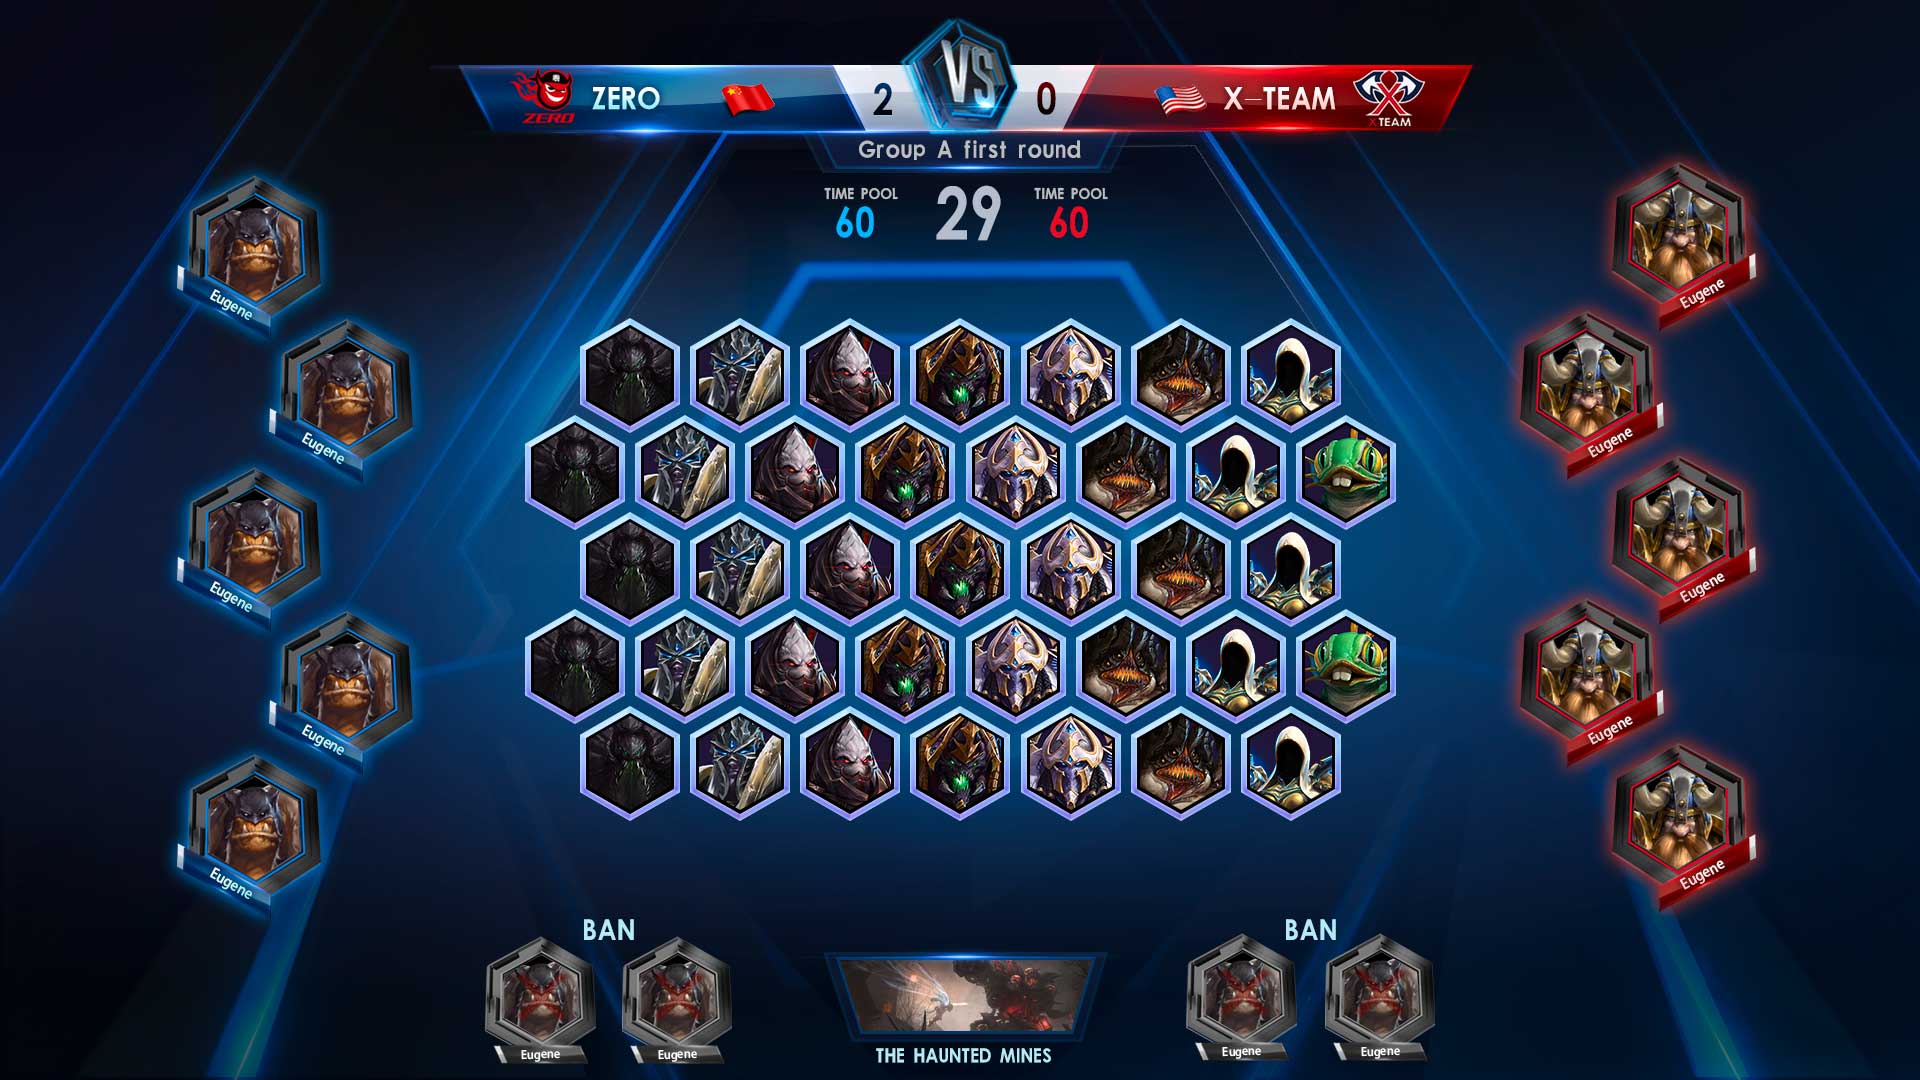 ZERO
ZERO
2
VS
0
X-TEAM
X TEAM
Group A first round
TIME POOL
60
29
TIME POOL
60
Eugene
Eugene
Eugene
Eugene
Eugene
Eugene
Eugene
Eugene
Eugene
Eugene
BAN
BAN
Eugene
Eugene
Eugene
Eugene
THE HAUNTED MINES